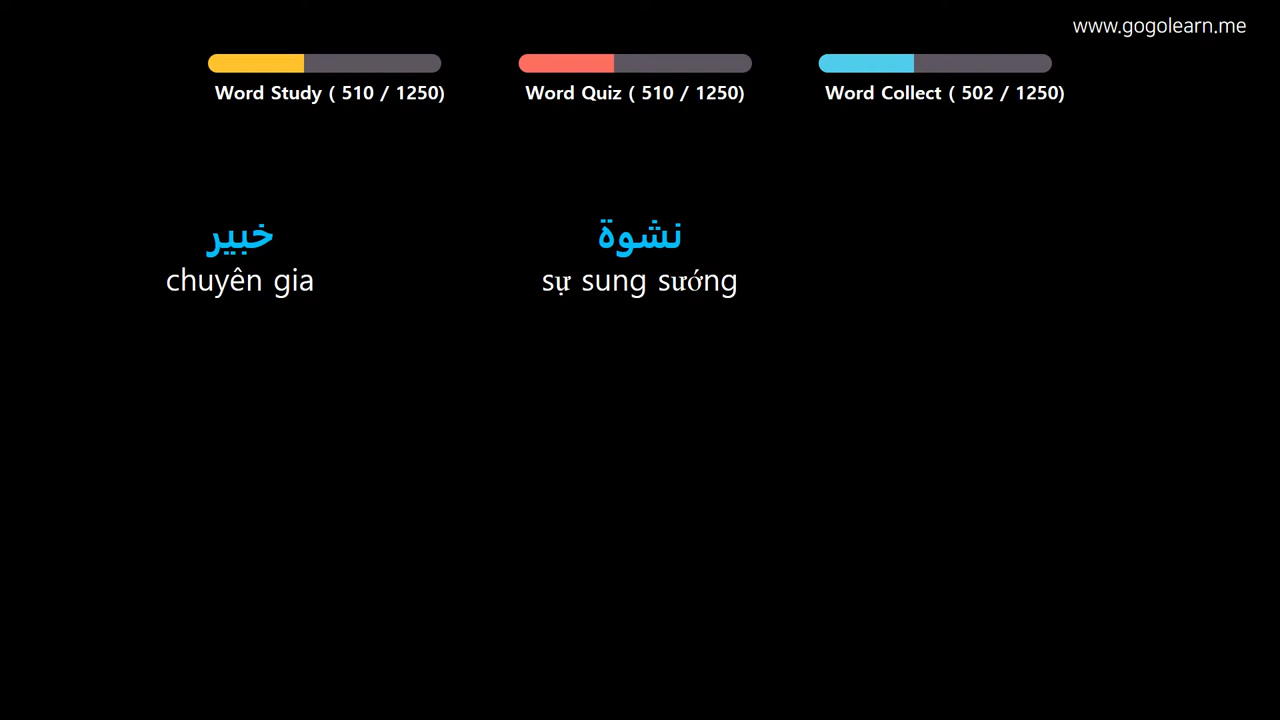 www.gogolearn.me
Word Study ( 510 / 1250)
Word Quiz ( 510 / 1250)
Word Collect ( 502 / 1250)
خبير
chuyên gia
نشوة
sự sung sướng